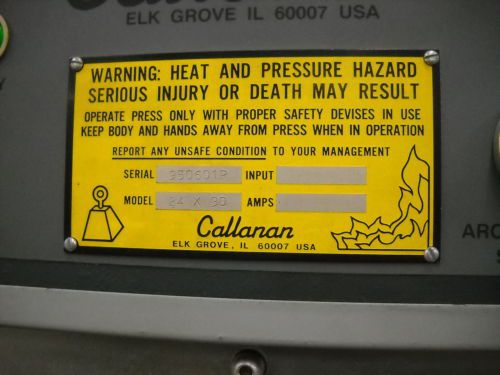 ELK GROVE IL 60007 USA
WARNING: HEAT AND PRESSURE HAZARD
SERIOUS INJURY OR DEATH MAY RESULT
OPERATE PRESS ONLY WITH PROPER SAFETY DEVISES IN USE
KEEP BODY AND HANDS AWAY FROM PRESS WHEN IN OPERATION
REPORT ANY UNSAFE CONDITION TO YOUR MANAGEMENT
SERIAL 950601P INPUT
MODEL 24 X 30 AMPS
Callanan
ELK GROVE, IL 60007 USA